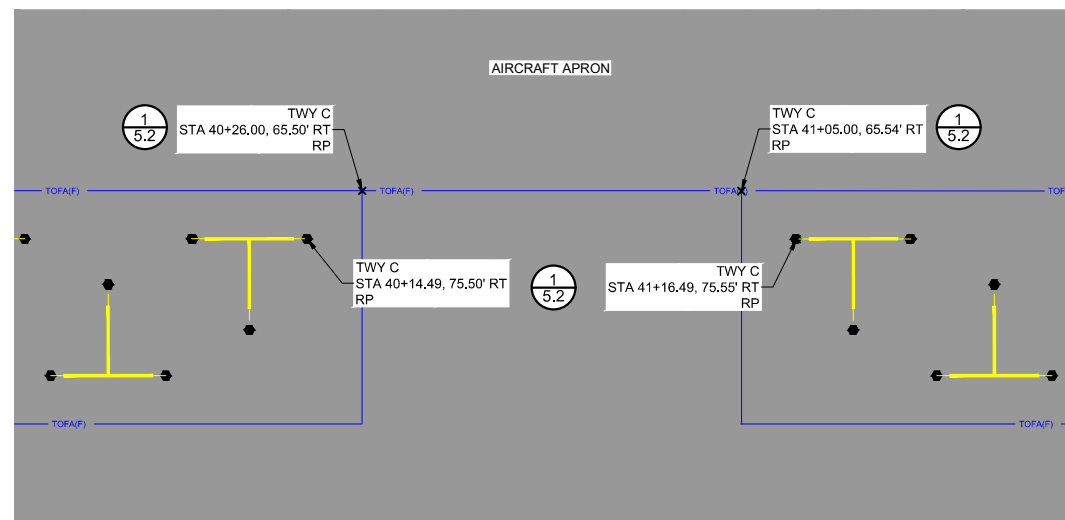 AIRCRAFT APRON
1
5.2
TWY C
STA 40+26.00, 65.50' RT
RP
TWY C
STA 41+05.00, 65.54' RT
RP
1
5.2
TOFA(F)
TOFA(F)
TOFA(F)
TOF
TWY C
STA 40+14.49, 75.50' RT
RP
1
5.2
TWY C
STA 41+16.49, 75.55' RT
RP
TOFA(F)
TOFA(F)